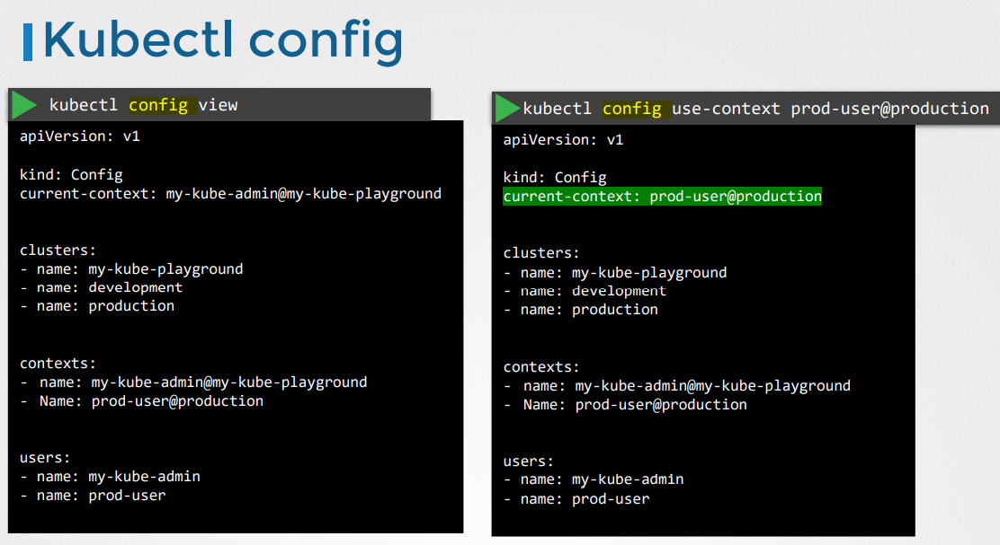 Kubectl config
kubectl config view
apiVersion: v1
kind: Config
current-context: my-kube-admin@my-kube-playground
clusters:
- name: my-kube-playground
- name: development
- name: production
contexts:
- name: my-kube-admin@my-kube-playground
- Name: prod-user@production
users:
- name: my-kube-admin
- name: prod-user
kubectl config use-context prod-user@production
apiVersion: v1
kind: Config
current-context: prod-user@production
clusters:
- name: my-kube-playground
- name: development
- name: production
contexts:
- name: my-kube-admin@my-kube-playground
- Name: prod-user@production
users:
- name: my-kube-admin
- name: prod-user